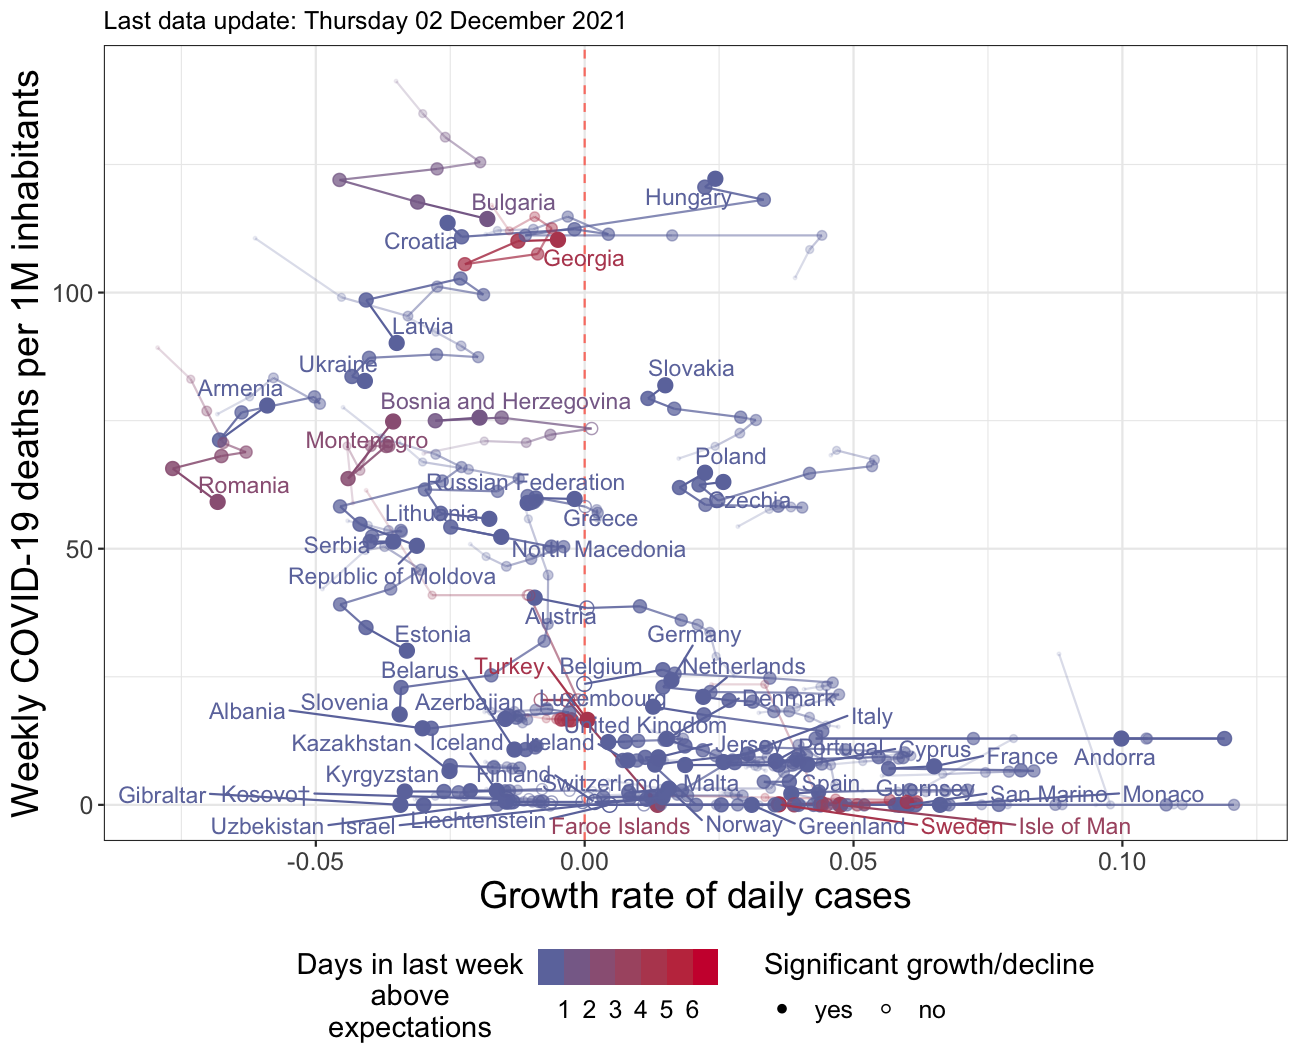 Last data update: Thursday 02 December 2021
Weekly COVID-19 deaths per 1M inhabitants
100
50
0
Hungary
Bulgaria
Croatia
Georgia
Latvia
Ukraine
Slovakia
Armenia
Bosnia and Herzegovina
Montenegro
Poland
Romania
Russian Federation
Czechia
Lithuania
Greece
Serbia
North Macedonia
Republic of Moldova
Austria
Estonia
Germany
Belarus
Turkey
Belgium
Netherlands
Slovenia
Azerbaijan
Luxembourg
Denmark
Albania
Italy
United Kingdom
Kazakhstan
Iceland
Ireland
Jersey
Portugal
Cyprus
France
Andorra
Kyrgyzstan
Finland
Switzerland
Malta
Spain
Guernsey
Gibraltar
Kosovo†
San Marino
Monaco
Uzbekistan
Israel
Liechtenstein
Faroe Islands
Norway
Greenland
Sweden
Isle of Man
-0.05
0.00
0.05
0.10
Growth rate of daily cases
Days in last week
above
expectations
1 2 3 4 5 6
Significant growth/decline
yes
no